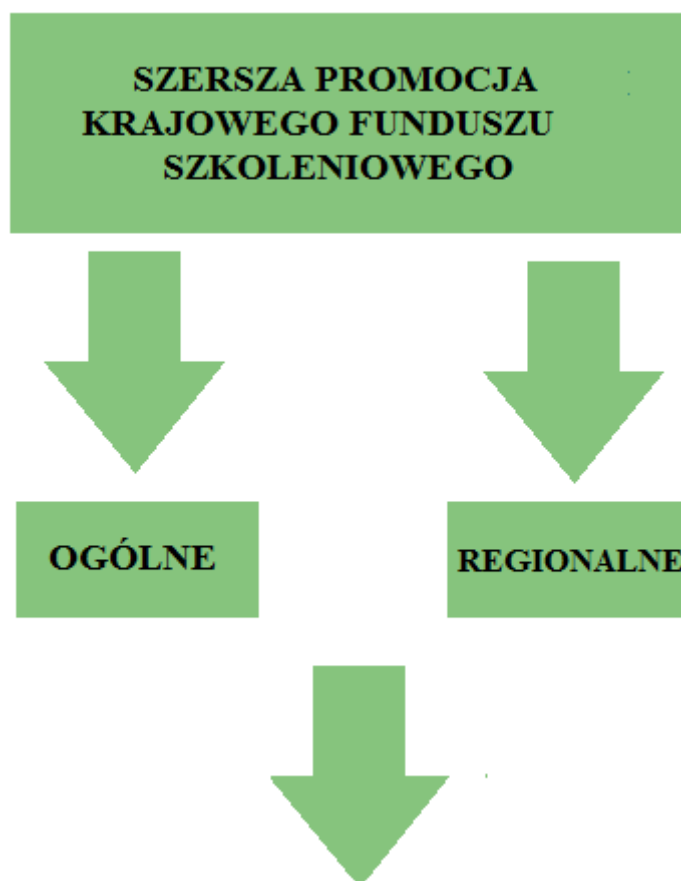 SZERSZA PROMOCJA
KRAJOWEGO FUNDUSZU
SZKOLENIOWEGO
OGÓLNE
REGIONALNE